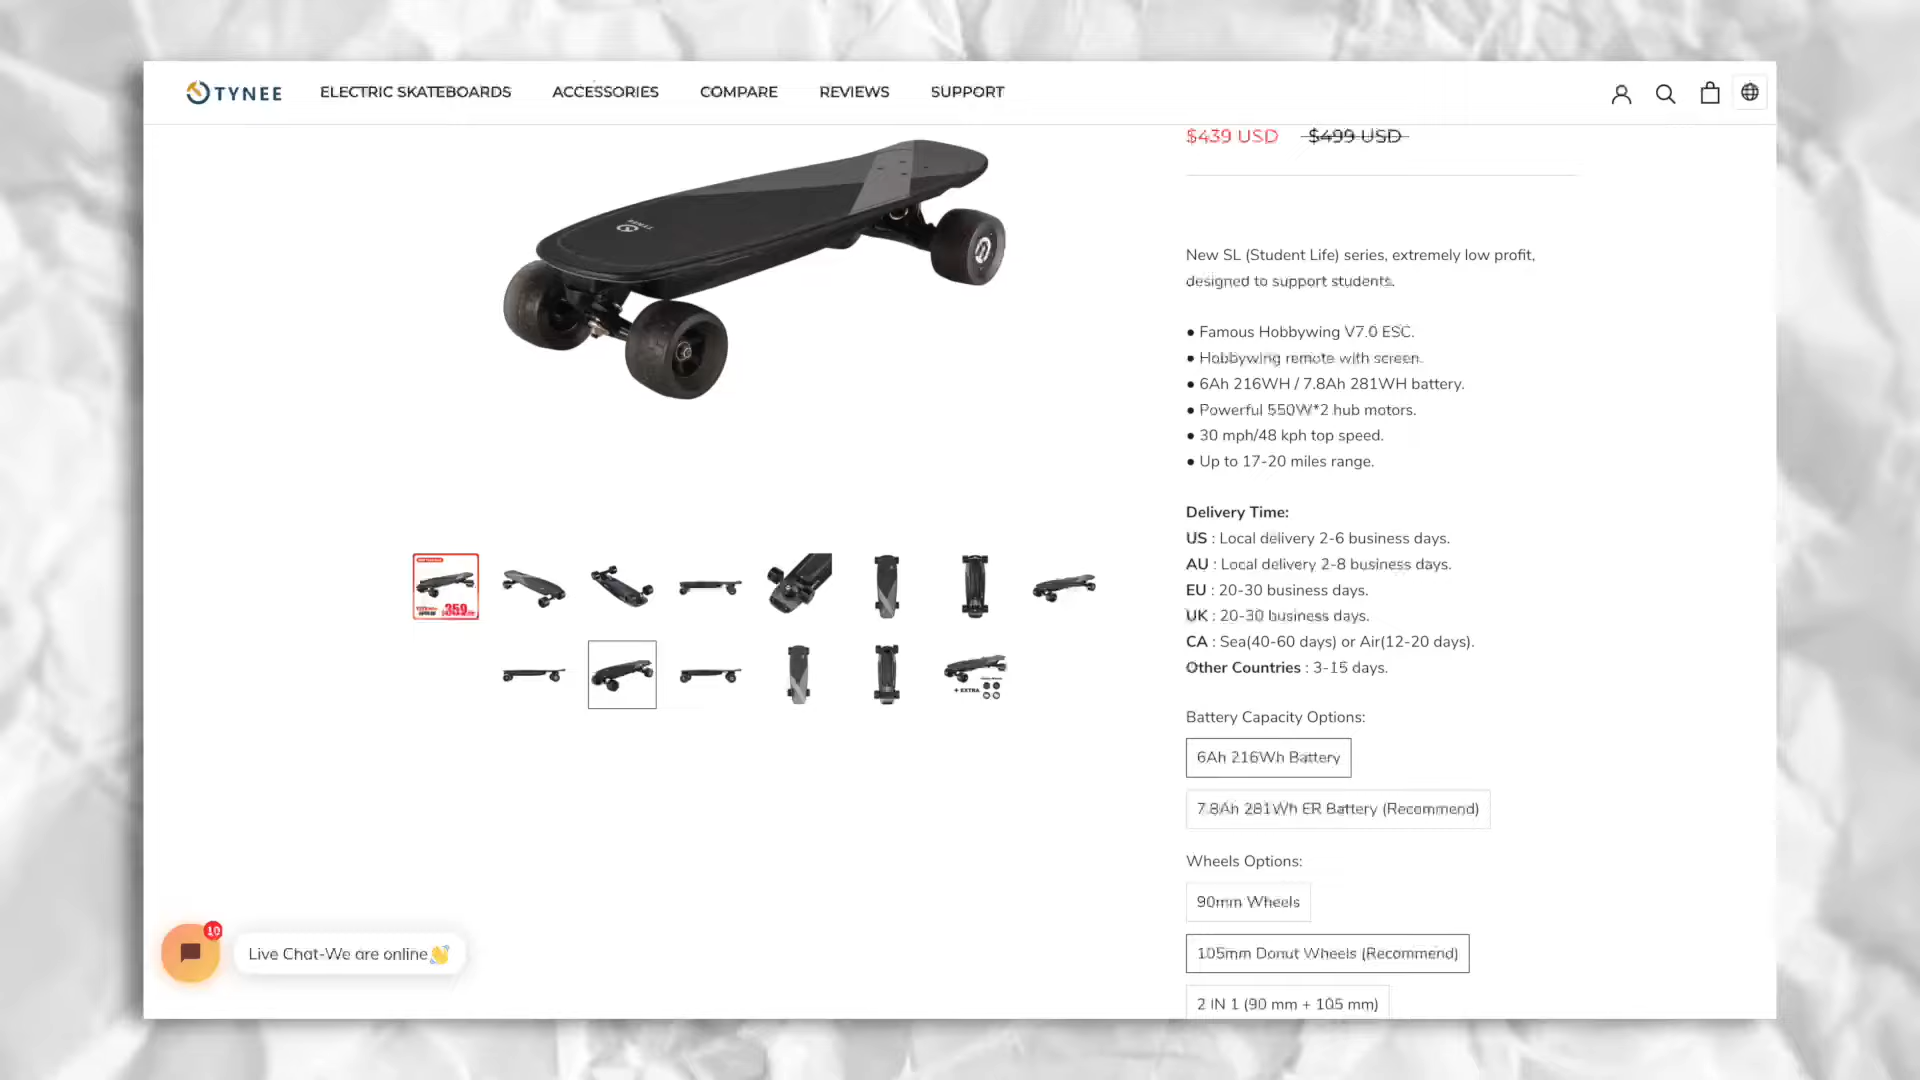 TYNEE
ELECTRIC SKATEBOARDS
ACCESSORIES
COMPARE
REVIEWS
SUPPORT
$439 USD $499 USD
New SL (Student Life) series, extremely low profit,
designed to support students.
● Famous Hobbywing V7.0 ESC.
● Hobbywing remote with screen.
● 6Ah 216WH / 7.8Ah 281WH battery.
● Powerful 550W*2 hub motors.
● 30 mph/48 kph top speed.
● Up to 17-20 miles range.
Delivery Time:
US : Local delivery 2-6 business days.
AU : Local delivery 2-8 business days.
EU : 20-30 business days.
UK : 20-30 business days.
CA : Sea(40-60 days) or Air(12-20 days).
Other Countries : 3-15 days.
Battery Capacity Options:
6Ah 216Wh Battery
7.8Ah 281Wh ER Battery (Recommend)
Wheels Options:
90mm Wheels
105mm Donut Wheels (Recommend)
2 IN 1 (90 mm + 105 mm)
359
+ EXTRA
10
Live Chat-We are online👋